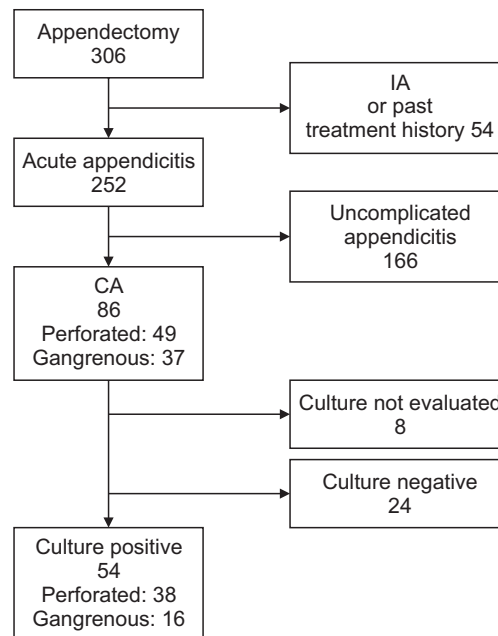 Appendectomy
306
IA
or past
treatment history 54
Acute appendicitis
252
Uncomplicated
appendicitis
166
CA
86
Perforated: 49
Gangrenous: 37
Culture not evaluated
8
Culture negative
24
Culture positive
54
Perforated: 38
Gangrenous: 16